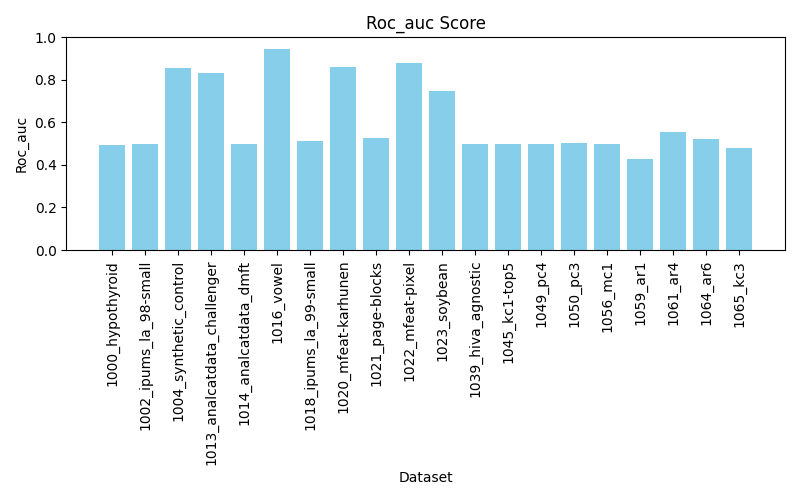 Roc_auc Score
Roc_auc
1.0
0.8
0.6
0.4
0.2
0.0
1000_hypothyroid
1002_ipums_la_98-small
1004_synthetic_control
1013_analcatdata_challenger
1014_analcatdata_dmft
1016_vowel
1018_ipums_la_99-small
1020_mfeat-karhunen
1021_page-blocks
1022_mfeat-pixel
1023_soybean
1039_hiva_agnostic
1045_kc1-top5
1049_pc4
1050_pc3
1056_mc1
1059_ar1
1061_ar4
1064_ar6
1065_kc3
Dataset